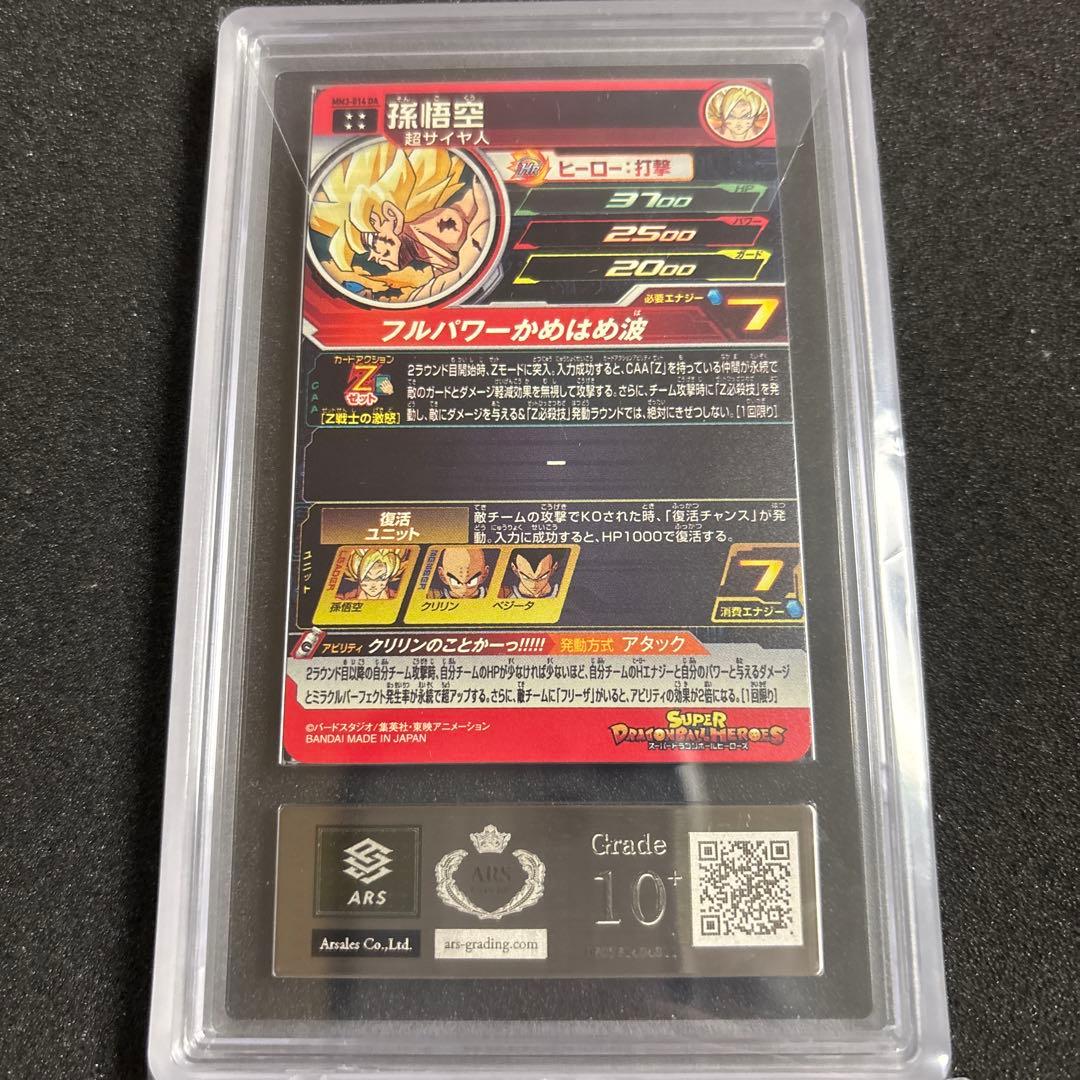 MM3-014 DA
孫悟空
超サイヤ人
Hr ヒーロー:打撃
HP
3700
パワー
2500
ガード
2000
必要エナジー 7
フルパワーかめはめ波
カードアクション
CAA
Z
ゼット
[Z戦士の激怒]
2ラウンド目開始時、Zモードに突入。入力成功すると、CAA「Z」を持っている仲間が永続で
敵のガードとダメージ軽減効果を無視して攻撃する。さらに、チーム攻撃時に「Z必殺技」を発
動し、敵にダメージを与える&「Z必殺技」発動ラウンドでは、絶対にきぜつしない。[1回限り]
ー
ユニット
復活
ユニット
敵チームの攻撃でKOされた時、「復活チャンス」が発
動。入力に成功すると、HP1000で復活する。
LEADER
孫悟空
MEMBER
クリリン
ベジータ
7
消費エナジー
アビリティ クリリンのことかーっ!!!!! 発動方式 アタック
2ラウンド目以降の自分チーム攻撃時、自分チームのHPが少なければ少ないほど、自分チームのHエナジーと自分のパワーと与えるダメージ
とミラクルパーフェクト発生率が永続で超アップする。さらに、敵チームに「フリーザ」がいると、アビリティの効果が2倍になる。[1回限り]
©バードスタジオ/集英社・東映アニメーション
BANDAI MADE IN JAPAN
SUPER
DRAGONBALL HEROES
スーパードラゴンボールヒーローズ
ARS
Arsales Co.,Ltd.
ARS
ars-grading.com
Grade
10+